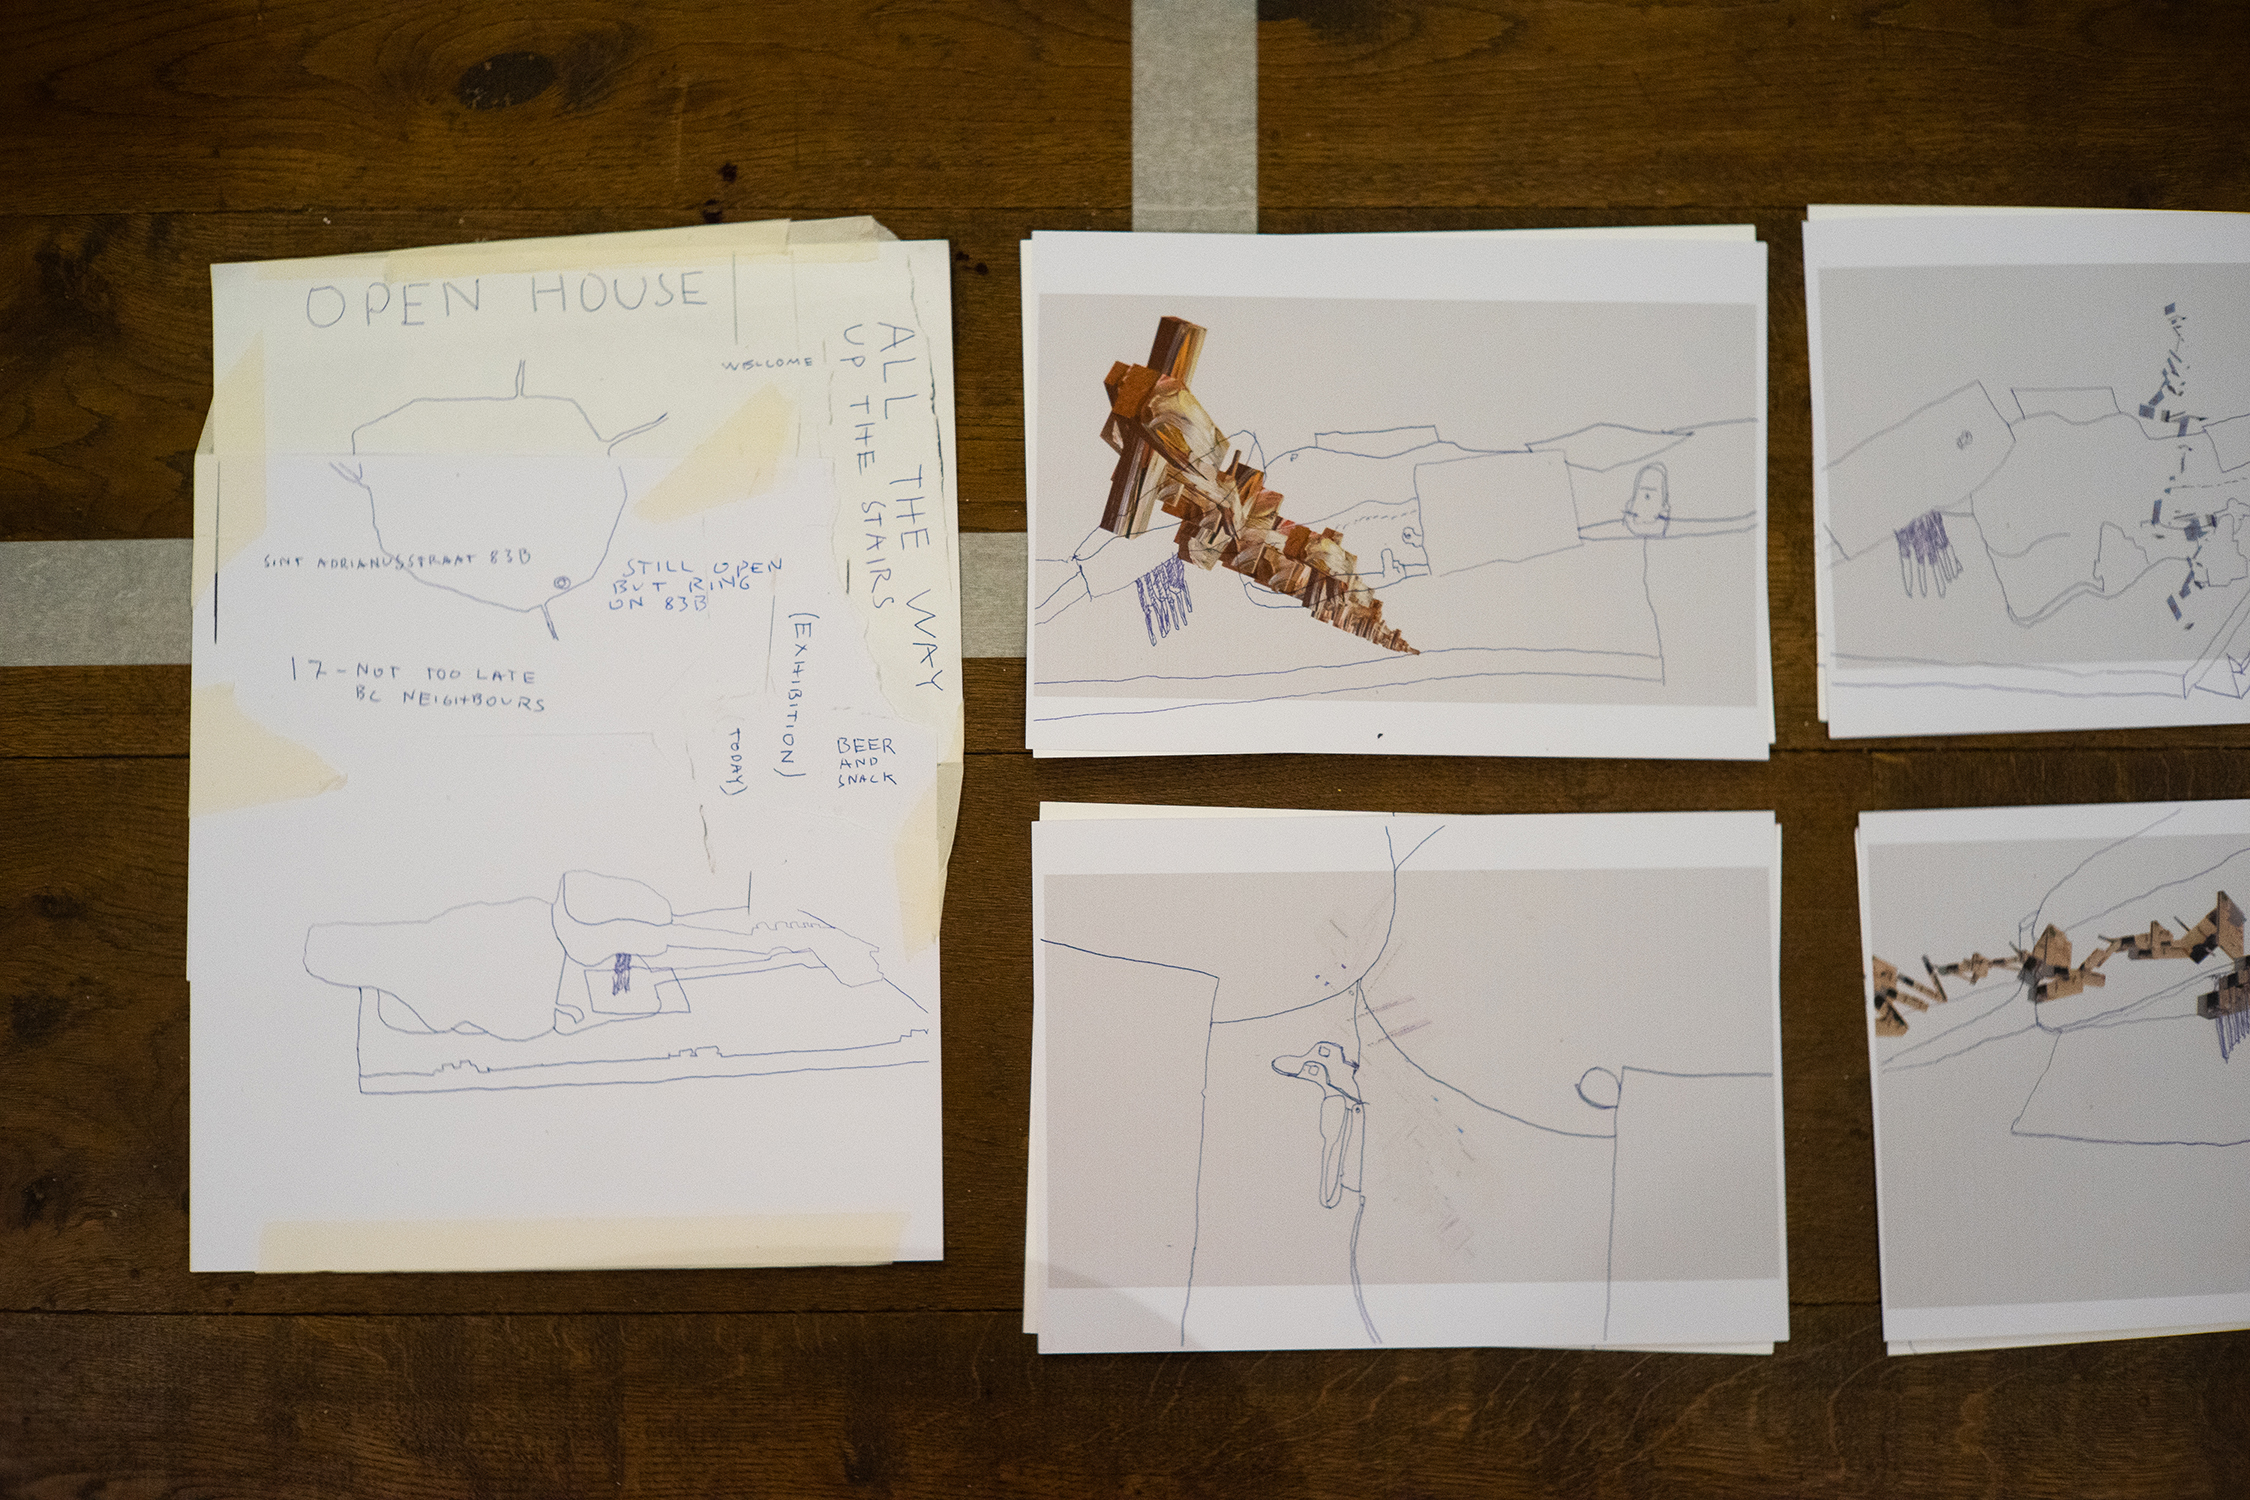 OPEN HOUSE
WELCOME
ALL THE WAY
UP THE STAIRS
SINT ADRIANUSSTRAAT 83B
STILL OPEN
BUT RING
ON 83B
17 - NOT TOO LATE
BC NEIGHBOURS
(EXHIBITION)
TODAY)
BEER
AND
SNACK